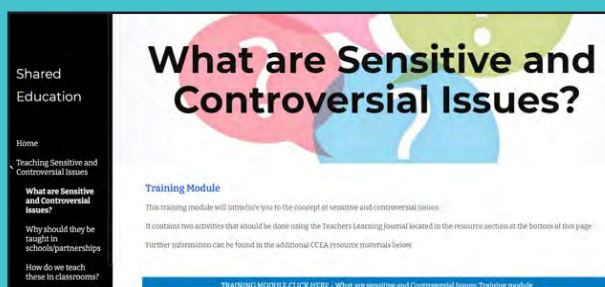 Shared
Education
Home
Teaching Sensitive and
Controversial Issues
What are Sensitive
and Controversial
Issues?
Why should they be
taught in
schools/partnerships
How do we teach
these in classrooms?
What are Sensitive and
Controversial Issues?
Training Module
This training module will introduce you to the concept of sensitive and controversial issues
It contains two activities that should be done using the Teachers Learning Journal located in the resource section at the bottom of this page
Further information can be found in the additional CCEA resource materials below
TRAINING MODULE CLICK HERE - What are sensitive and Controversial Issues: Training module